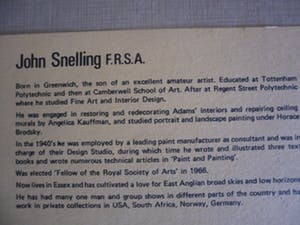 John Snelling F.R.S.A.
Born in Greenwich, the son of an excellent amateur artist. Educated at Tottenham
Polytechnic and then at Camberwell School of Art. After at Regent Street Polytechnic
where he studied Fine Art and Interior Design.
He was engaged in restoring and redecorating Adams' interiors and repairing ceiling
murals by Angelica Kauffman, and studied portrait and landscape painting under Horace
Brodsky.
In the 1940's he was employed by a leading paint manufacturer as consultant and was in
charge of their Design Studio, during which time he wrote and illustrated three text
books and wrote numerous technical articles in 'Paint and Painting'.
Was elected 'Fellow of the Royal Society of Arts' in 1966.
Now lives in Essex and has cultivated a love for East Anglian broad skies and low horizons
He has had many one man and group shows in different parts of the country and has
work in private collections in USA, South Africa, Norway, Germany.